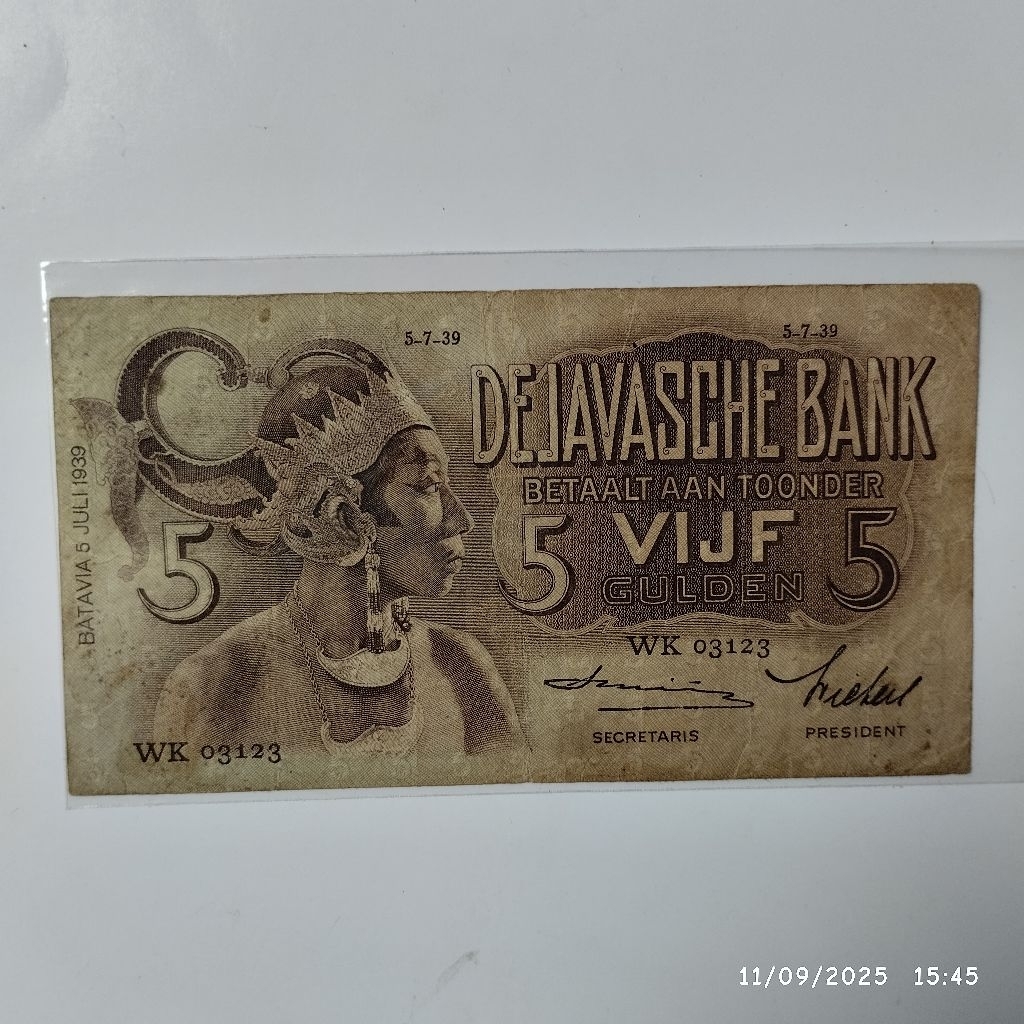 5-7-39
5-7-39
DE JAVASCHE BANK
BETAALT AAN TOONDER
5 5 VIJF 5
GULDEN
BATAVIA 5 JULI 1939
WK 03123
SECRETARIS
PRESIDENT
WK 03123
11/09/2025 15:45